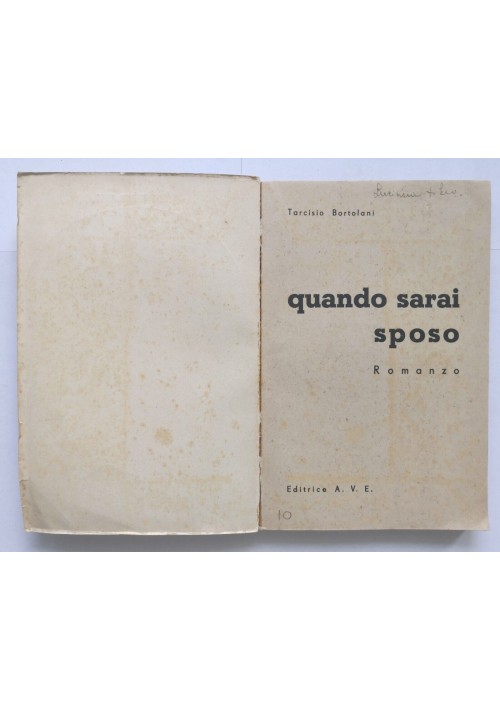 Tarcisio Bortolani
quando sarai
sposo
Romanzo
Editrice A. V. E.
10